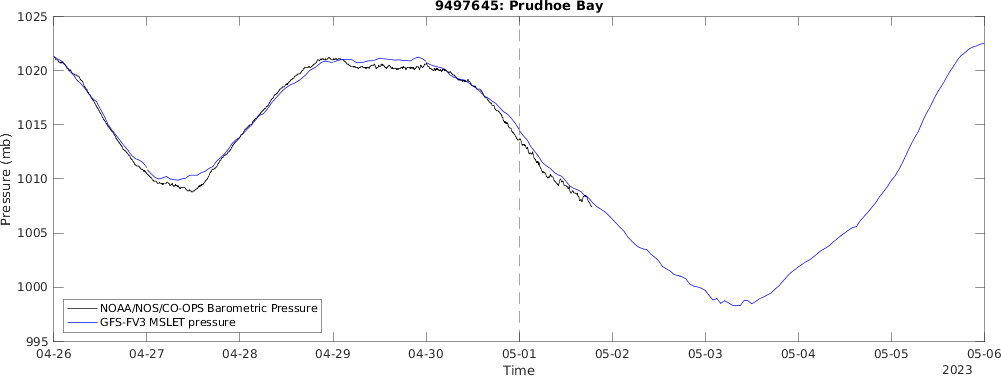 9497645: Prudhoe Bay
Pressure (mb)
1025
1020
1015
1010
1005
1000
995
NOAA/NOS/CO-OPS Barometric Pressure
GFS-FV3 MSLET pressure
04-26 04-27 04-28 04-29 04-30 05-01 05-02 05-03 05-04 05-05 05-06
Time
2023